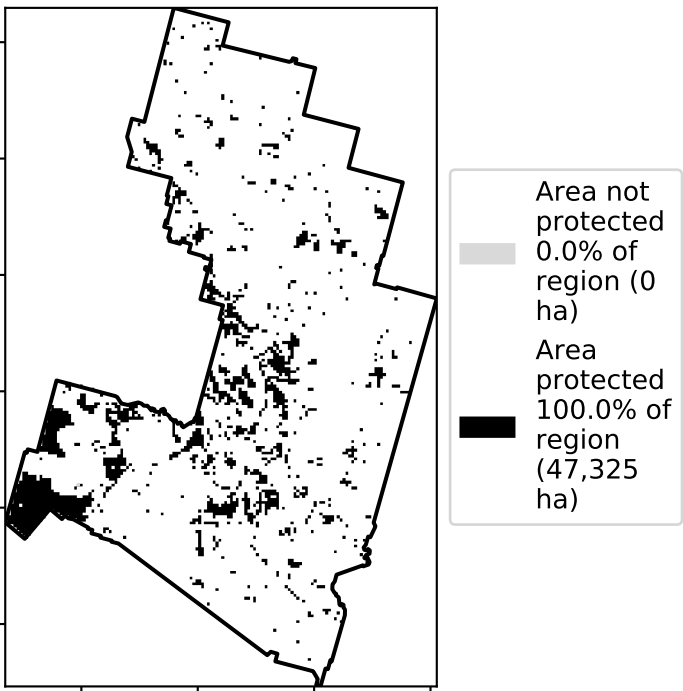 Area not
protected
0.0% of
region (0
ha)
Area
protected
100.0% of
region
(47,325
ha)